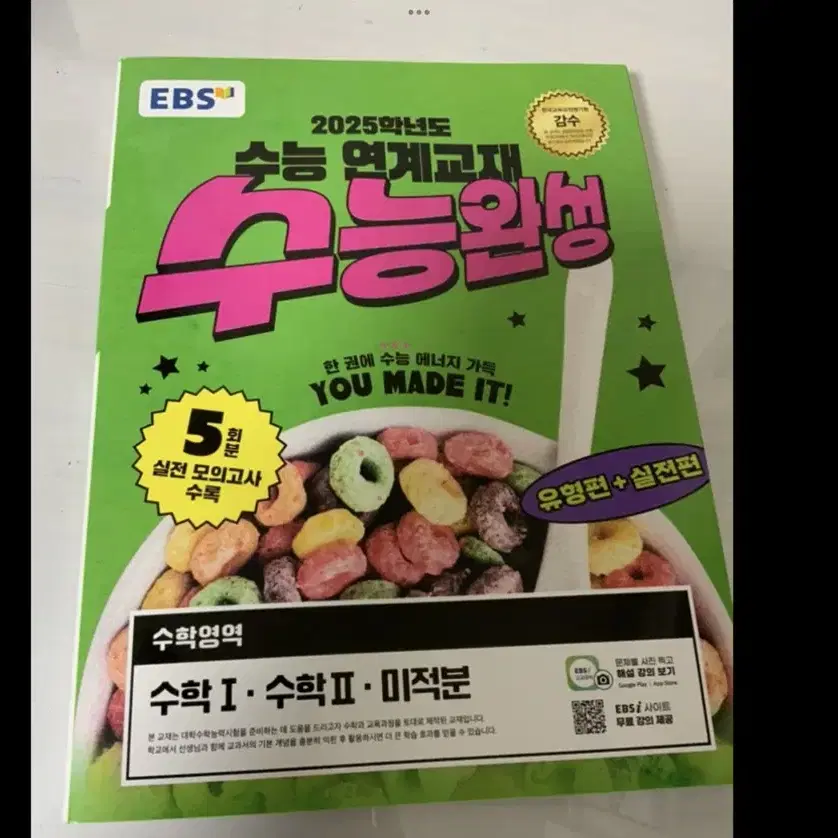 EBS
2025학년도
수능 연계교재
수능완성
감수
한 권에 수능 에너지 가득
YOU MADE IT!
5회분
실전 모의고사
수록
유형편 + 실전편
수학영역
수학Ⅰ·수학Ⅱ·미적분
본 교재는 대학수학능력시험을 준비하는 데 도움을 드리고자 수학과 교육과정을 토대로 제작된 교재입니다.
학교에서 선생님과 함께 교과서의 기본 개념을 충분히 익힌 후 활용하시면 더 큰 학습 효과를 얻을 수 있습니다.
EBSi
문제를 사진 찍고
해설 강의 보기
Google Play | App Store
EBSi 사이트
무료 강의 제공